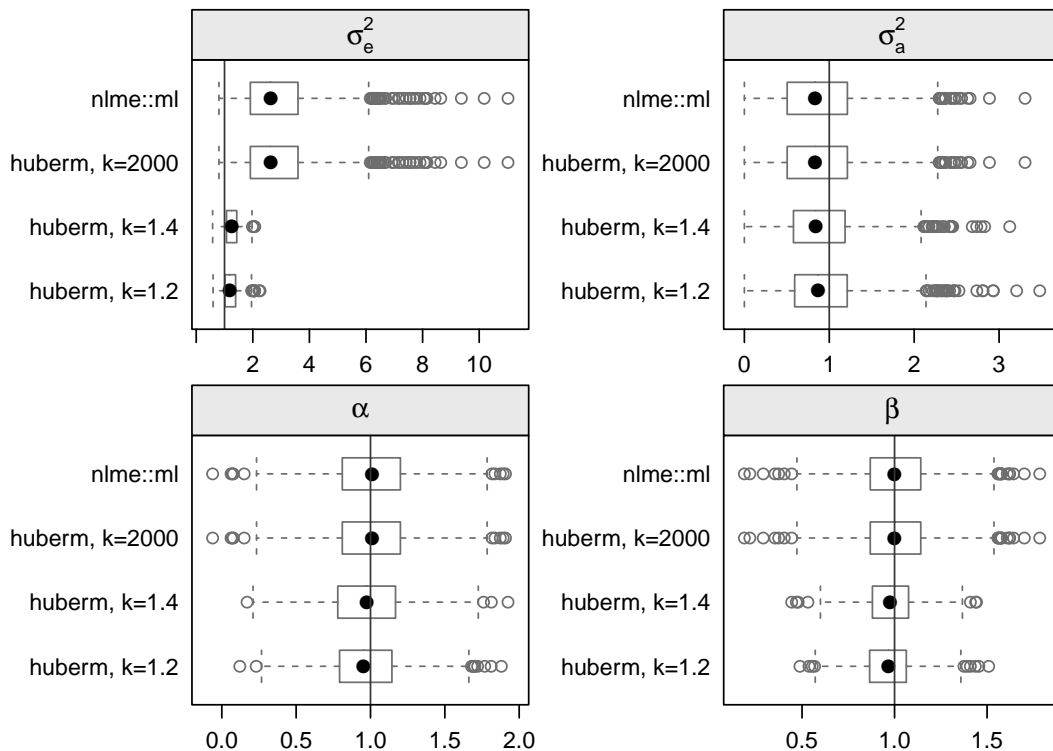 σ²ₑ
nlme::ml
huberm, k=2000
huberm, k=1.4
huberm, k=1.2
2 4 6 8 10
σ²ₐ
nlme::ml
huberm, k=2000
huberm, k=1.4
huberm, k=1.2
0 1 2 3
α
nlme::ml
huberm, k=2000
huberm, k=1.4
huberm, k=1.2
0.0 0.5 1.0 1.5 2.0
β
nlme::ml
huberm, k=2000
huberm, k=1.4
huberm, k=1.2
0.5 1.0 1.5